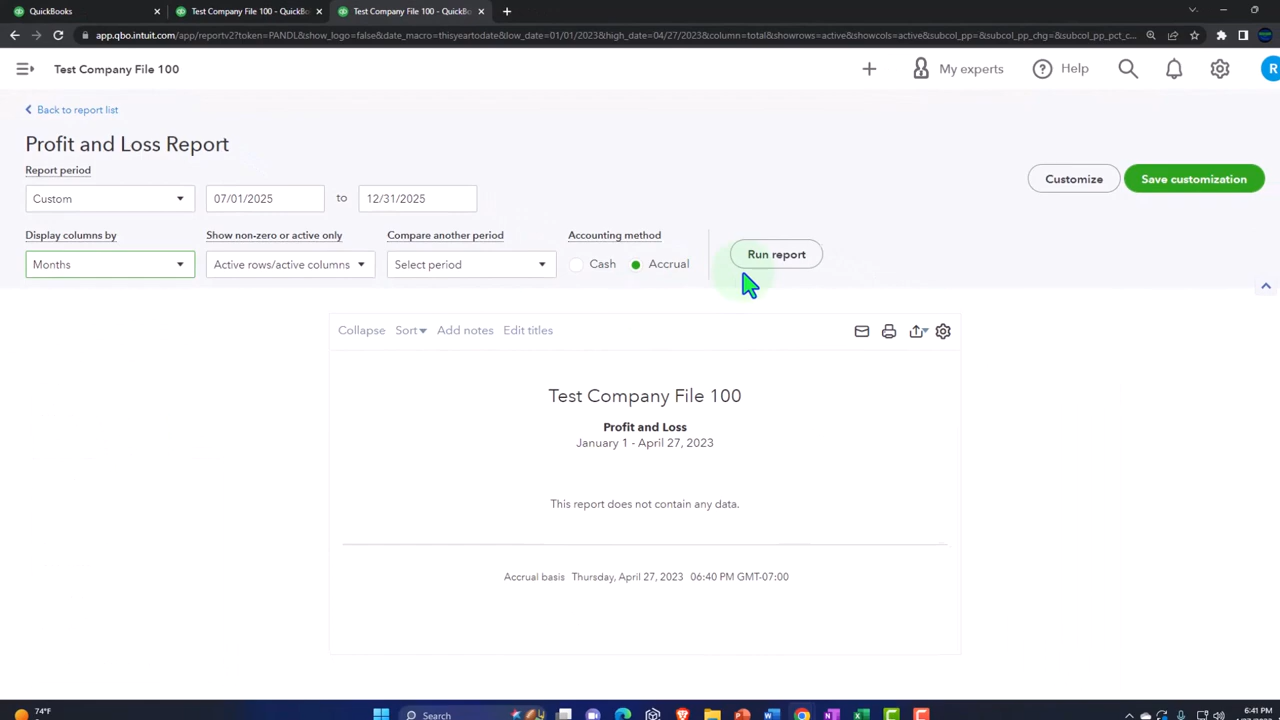 QuickBooks
Test Company File 100 - QuickBo
Test Company File 100 - QuickBo
app.qbo.intuit.com/app/reportv2?token=PANDL&show_logo=false&date_macro=thisyeartodate&low_date=01/01/2023&high_date=04/27/2023&column=total&showrows=active&showcols=active&subcol_pp=&subcol_pp_chg=&subcol_pp_pct_c...
Test Company File 100
My experts
Help
R
Back to report list
Profit and Loss Report
Report period
Custom
07/01/2025
to
12/31/2025
Customize
Save customization
Display columns by
Show non-zero or active only
Compare another period
Accounting method
Months
Active rows/active columns
Select period
Cash
Accrual
Run report
Collapse
Sort
Add notes
Edit titles
Test Company File 100
Profit and Loss
January 1 - April 27, 2023
This report does not contain any data.
Accrual basis Thursday, April 27, 2023 06:40 PM GMT-07:00
74°F
Search
6:41 PM